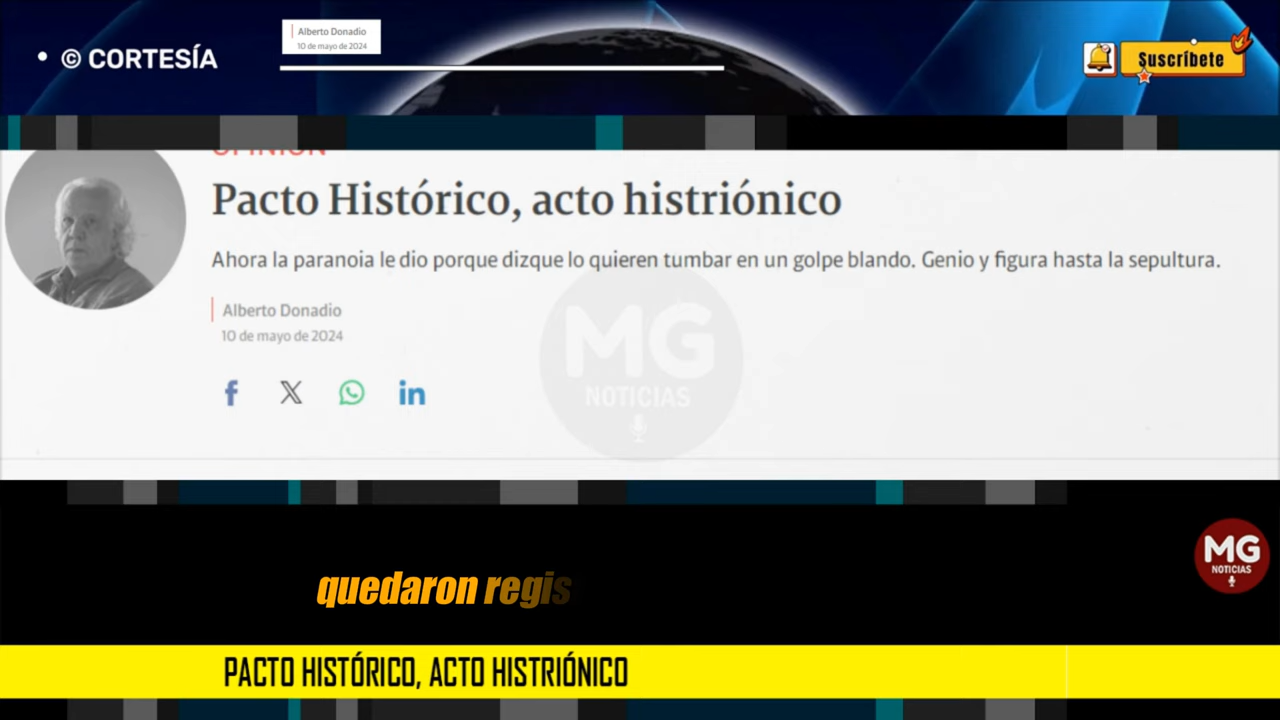 © CORTESÍA
Alberto Donadio
10 de mayo de 2024
Suscríbete
OPINIÓN
Pacto Histórico, acto histriónico
Ahora la paranoia le dio porque dizque lo quieren tumbar en un golpe blando. Genio y figura hasta la sepultura.
Alberto Donadio
10 de mayo de 2024
MG
NOTICIAS
MG
NOTICIAS
quedaron regis
PACTO HISTÓRICO, ACTO HISTRIÓNICO